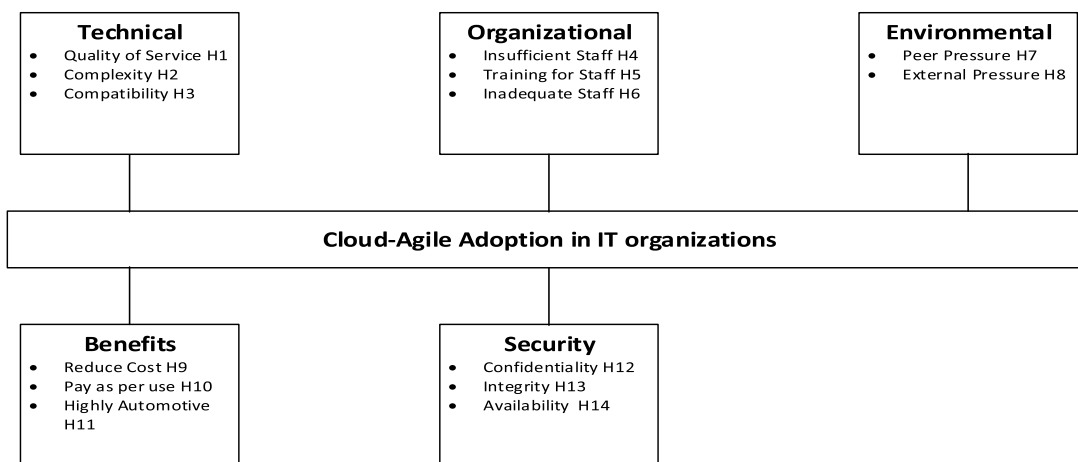 Technical
• Quality of Service H1
• Complexity H2
• Compatibility H3
Organizational
• Insufficient Staff H4
• Training for Staff H5
• Inadequate Staff H6
Environmental
• Peer Pressure H7
• External Pressure H8
Cloud-Agile Adoption in IT organizations
Benefits
• Reduce Cost H9
• Pay as per use H10
• Highly Automotive
H11
Security
• Confidentiality H12
• Integrity H13
• Availability H14